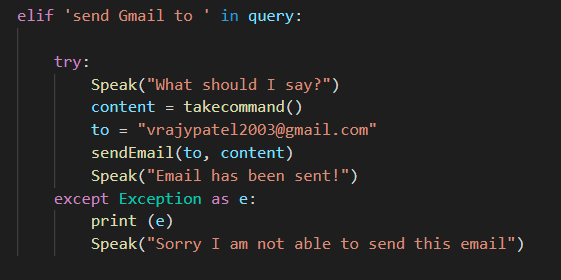 elif 'send Gmail to ' in query:
try:
Speak("What should I say?")
content = takecommand()
to = "vrajypatel2003@gmail.com"
sendEmail(to, content)
Speak("Email has been sent!")
except Exception as e:
print (e)
Speak("Sorry I am not able to send this email")